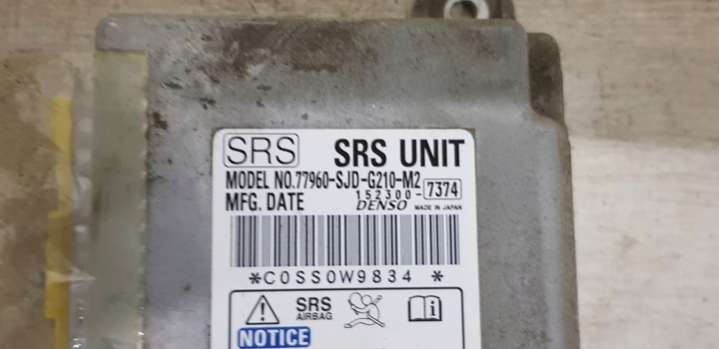 SRS SRS UNIT
MODEL NO.77960-SJD-G210-M2
152300-7374
MFG. DATE DENSO MADE IN JAPAN
*C0SS0W9834 *
SRS
AIRBAG
NOTICE